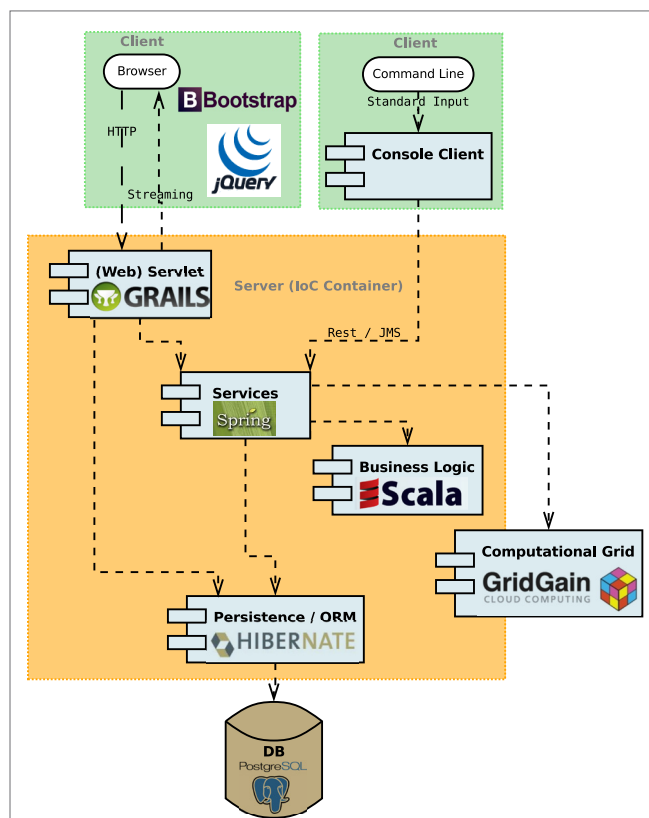 Client
Browser
HTTP
Streaming
B Bootstrap
jQuery
Client
Command Line
Standard Input
Console Client
Server (IoC Container)
(Web) Servlet
GRAILS
Rest / JMS
Services
Spring
Business Logic
Scala
Computational Grid
GridGain
CLOUD COMPUTING
Persistence / ORM
HIBERNATE
DB
PostgreSQL